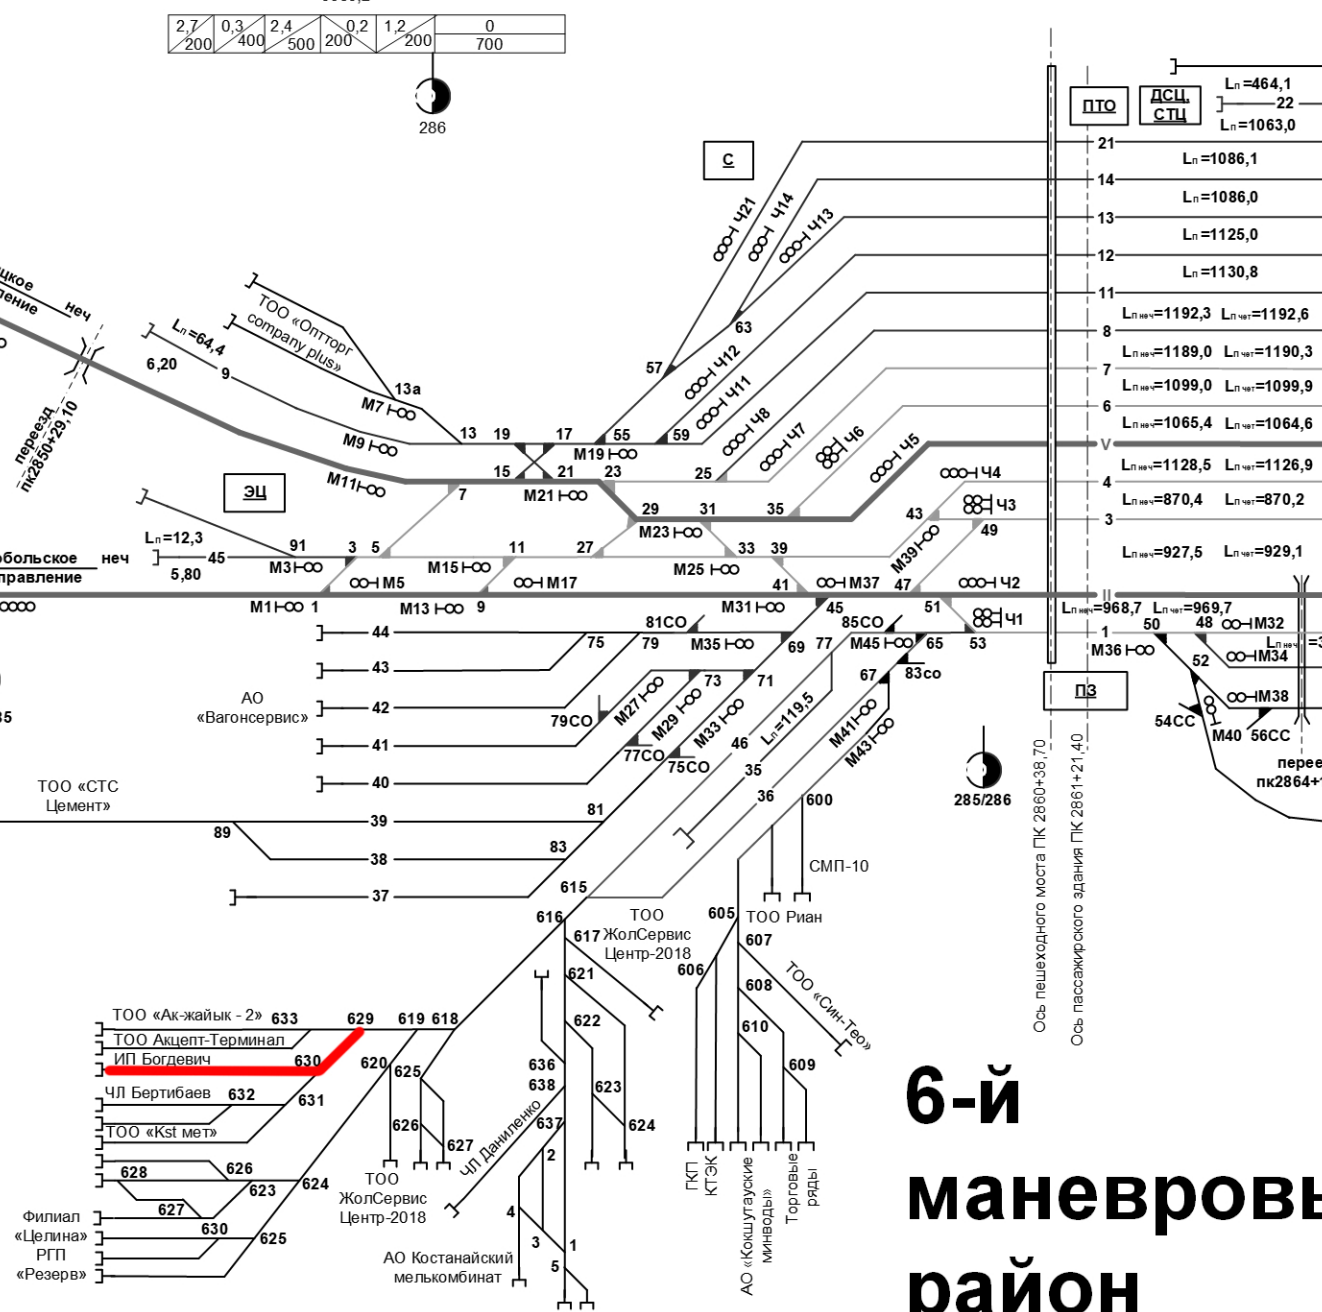 2,7 0,3 2,4 0,2 1,2 0
200 400 500 200 200 700
286
ПТО
ДСЦ,
СТЦ
Lп=464,1
22
Lп=1063,0
21
Lп=1086,1
14
Lп=1086,0
13
Lп=1125,0
12
Lп=1130,8
11
Lп неч=1192,3 Lп чет=1192,6
8
Lп неч=1189,0 Lп чет=1190,3
7
Lп неч=1099,0 Lп чет=1099,9
6
Lп неч=1065,4 Lп чет=1064,6
V
Lп неч=1128,5 Lп чет=1126,9
4
Lп неч=870,4 Lп чет=870,2
3
Lп неч=927,5 Lп чет=929,1
II
Lп неч=968,7 Lп чет=969,7
1
С
Ч21
Ч14
Ч13
63
57
Ч12
Ч11
Ч8
Ч7
Ч6
Ч5
Ч4
Ч3
Ч2
Ч1
неч
переезд
пк2850+29,10
ТОО «Оптторг
company plus»
Lп=64,4
6,20
9
13а
М7
М9
М11
13 19 17 55 59
М19
15 21 23 25
М21
7
ЭЦ
29 31 35
М23
43
49
М39
неч
Lп=12,3
45
5,80
91 3 5 11 27 33 39
М3 М15 М25
М5 М17 41 М37 47
М1 1 М13 9 М31 45 51
44
43
42
41
40
39
38
37
75 79
81СО
М35
69
77
85СО
М45
65
53
83со
67
73 71
М27
М29
М33
79СО
77СО
75СО
46
Lп=119,5
35
36
М41
М43
600
АО
«Вагонсервис»
ТОО «СТС
Цемент»
89
81
83
285/286
ПЗ
М36
50 48
М32
М34
52
М38
54СС
М40
56СС
Ось пешеходного моста ПК 2860+38,70
Ось пассажирского здания ПК 2861+21,40
615
616
617
ТОО
ЖолСервис
Центр-2018
621
622
623
624
636
638
637
ЧП Даниленко
2
4
3
1
5
АО Костанайский
мелькомбинат
СМП-10
605
ТОО Риан
607
606
608
ТОО «Син-Тео»
610
609
ГКП
КТЭК
АО «Кокшутауские
минводы»
Торговые
ряды
ТОО «Ак-жайык - 2» 633 629 619 618
ТОО Акцепт-Терминал
ИП Богдевич 630
620
625
ЧЛ Бертибаев 632
631
ТОО «Kst мет»
626
627
ТОО
ЖолСервис
Центр-2018
628 626
623 624
627
630
625
Филиал
«Целина»
РГП
«Резерв»
6-й